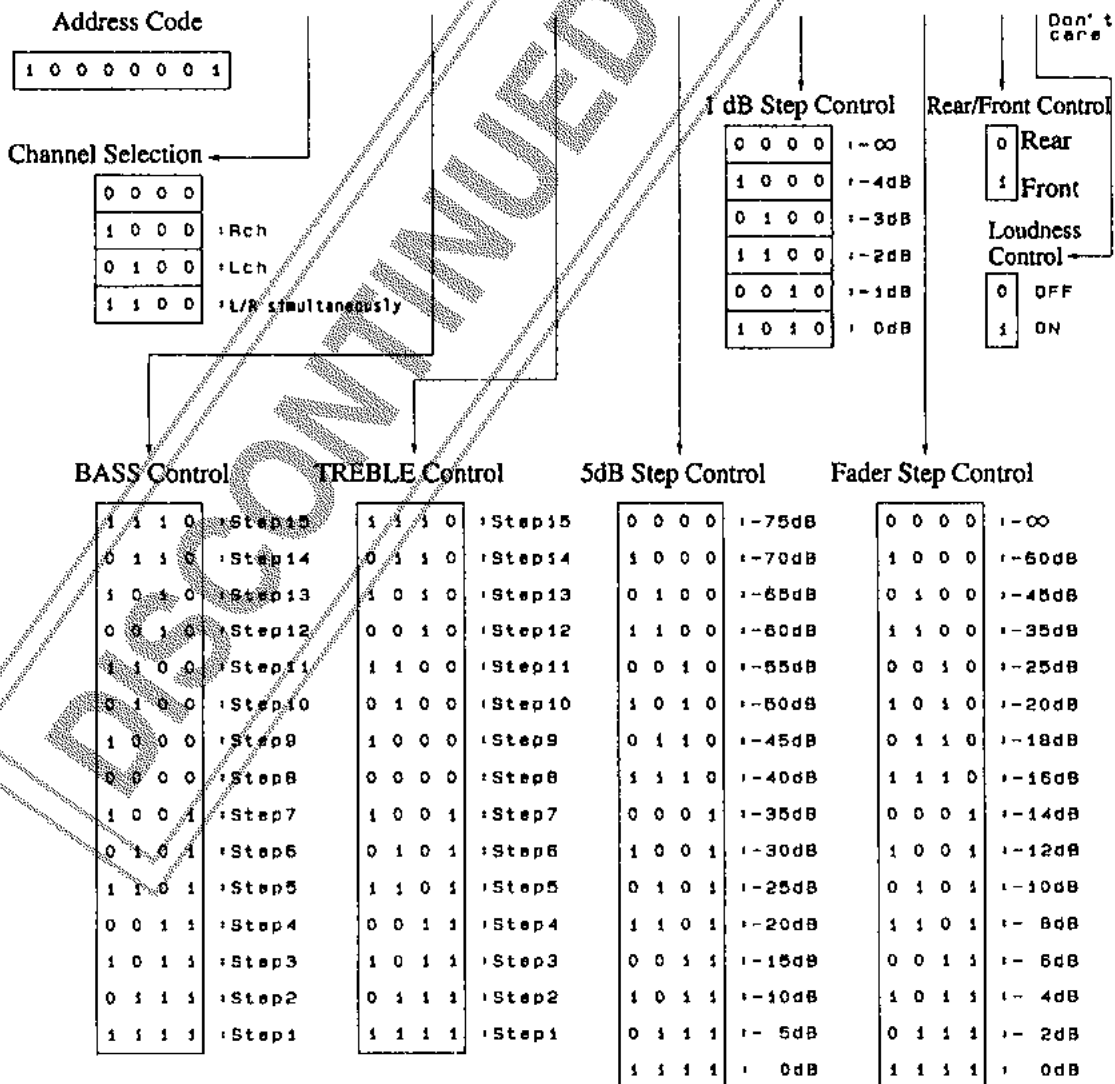 Address Code
1 0 0 0 0 0 0 1
Don't care
Channel Selection
0 0 0 0
1 0 0 0 :Rch
0 1 0 0 :Lch
1 1 0 0 :L/R simultaneously
1 dB Step Control
0 0 0 0 :-∞
1 0 0 0 :-4dB
0 1 0 0 :-3dB
1 1 0 0 :-2dB
0 0 1 0 :-1dB
1 0 1 0 : 0dB
Rear/Front Control
0 Rear
1 Front
Loudness
Control
0 OFF
1 ON
DISCONTINUED
BASS Control
1 1 1 0 :Step15
0 1 1 0 :Step14
1 0 1 0 :Step13
0 0 1 0 :Step12
1 1 0 0 :Step11
0 1 0 0 :Step10
1 0 0 0 :Step9
0 0 0 0 :Step8
1 0 0 1 :Step7
0 1 0 1 :Step6
1 1 0 1 :Step5
0 0 1 1 :Step4
1 0 1 1 :Step3
0 1 1 1 :Step2
1 1 1 1 :Step1
TREBLE Control
1 1 1 0 :Step15
0 1 1 0 :Step14
1 0 1 0 :Step13
0 0 1 0 :Step12
1 1 0 0 :Step11
0 1 0 0 :Step10
1 0 0 0 :Step9
0 0 0 0 :Step8
1 0 0 1 :Step7
0 1 0 1 :Step6
1 1 0 1 :Step5
0 0 1 1 :Step4
1 0 1 1 :Step3
0 1 1 1 :Step2
1 1 1 1 :Step1
5dB Step Control
0 0 0 0 :-75dB
1 0 0 0 :-70dB
0 1 0 0 :-65dB
1 1 0 0 :-60dB
0 0 1 0 :-55dB
1 0 1 0 :-50dB
0 1 1 0 :-45dB
1 1 1 0 :-40dB
0 0 0 1 :-35dB
1 0 0 1 :-30dB
0 1 0 1 :-25dB
1 1 0 1 :-20dB
0 0 1 1 :-15dB
1 0 1 1 :-10dB
0 1 1 1 :- 5dB
1 1 1 1 : 0dB
Fader Step Control
0 0 0 0 :-∞
1 0 0 0 :-60dB
0 1 0 0 :-45dB
1 1 0 0 :-35dB
0 0 1 0 :-25dB
1 0 1 0 :-20dB
0 1 1 0 :-18dB
1 1 1 0 :-16dB
0 0 0 1 :-14dB
1 0 0 1 :-12dB
0 1 0 1 :-10dB
1 1 0 1 :- 8dB
0 0 1 1 :- 6dB
1 0 1 1 :- 4dB
0 1 1 1 :- 2dB
1 1 1 1 : 0dB